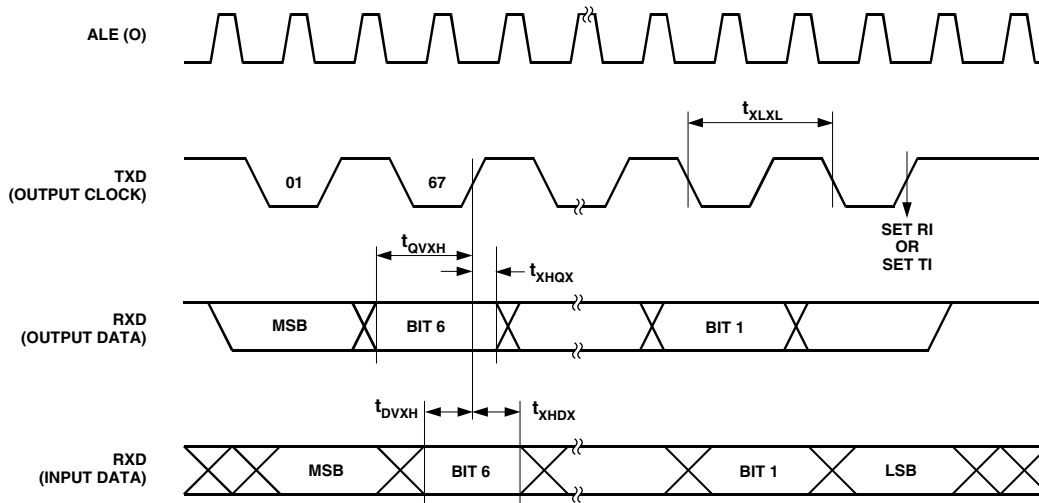 ALE (O)
tXLXL
TXD
(OUTPUT CLOCK)
01
67
SET RI
OR
SET TI
tQVXH
tXHQX
RXD
(OUTPUT DATA)
MSB
BIT 6
BIT 1
tDVXH
tXHDX
RXD
(INPUT DATA)
MSB
BIT 6
BIT 1
LSB